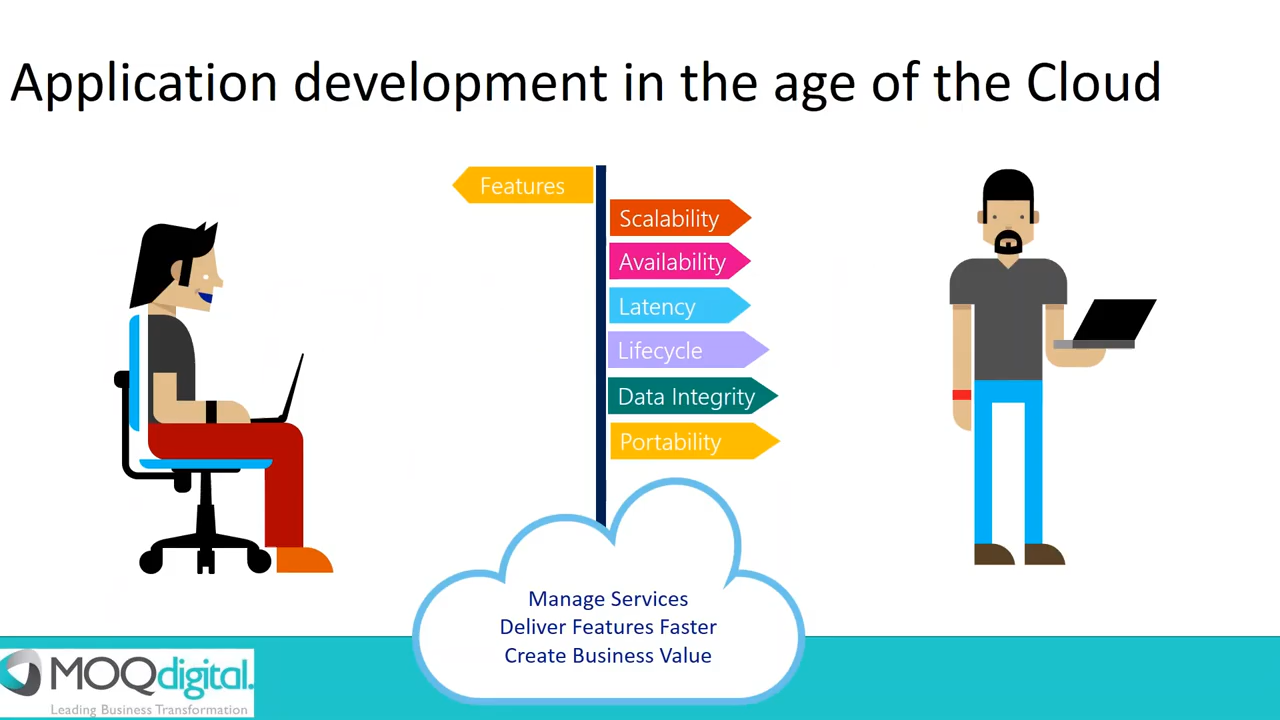 Application development in the age of the Cloud
Features
Scalability
Availability
Latency
Lifecycle
Data Integrity
Portability
Manage Services
Deliver Features Faster
Create Business Value
MOQdigital.
Leading Business Transformation